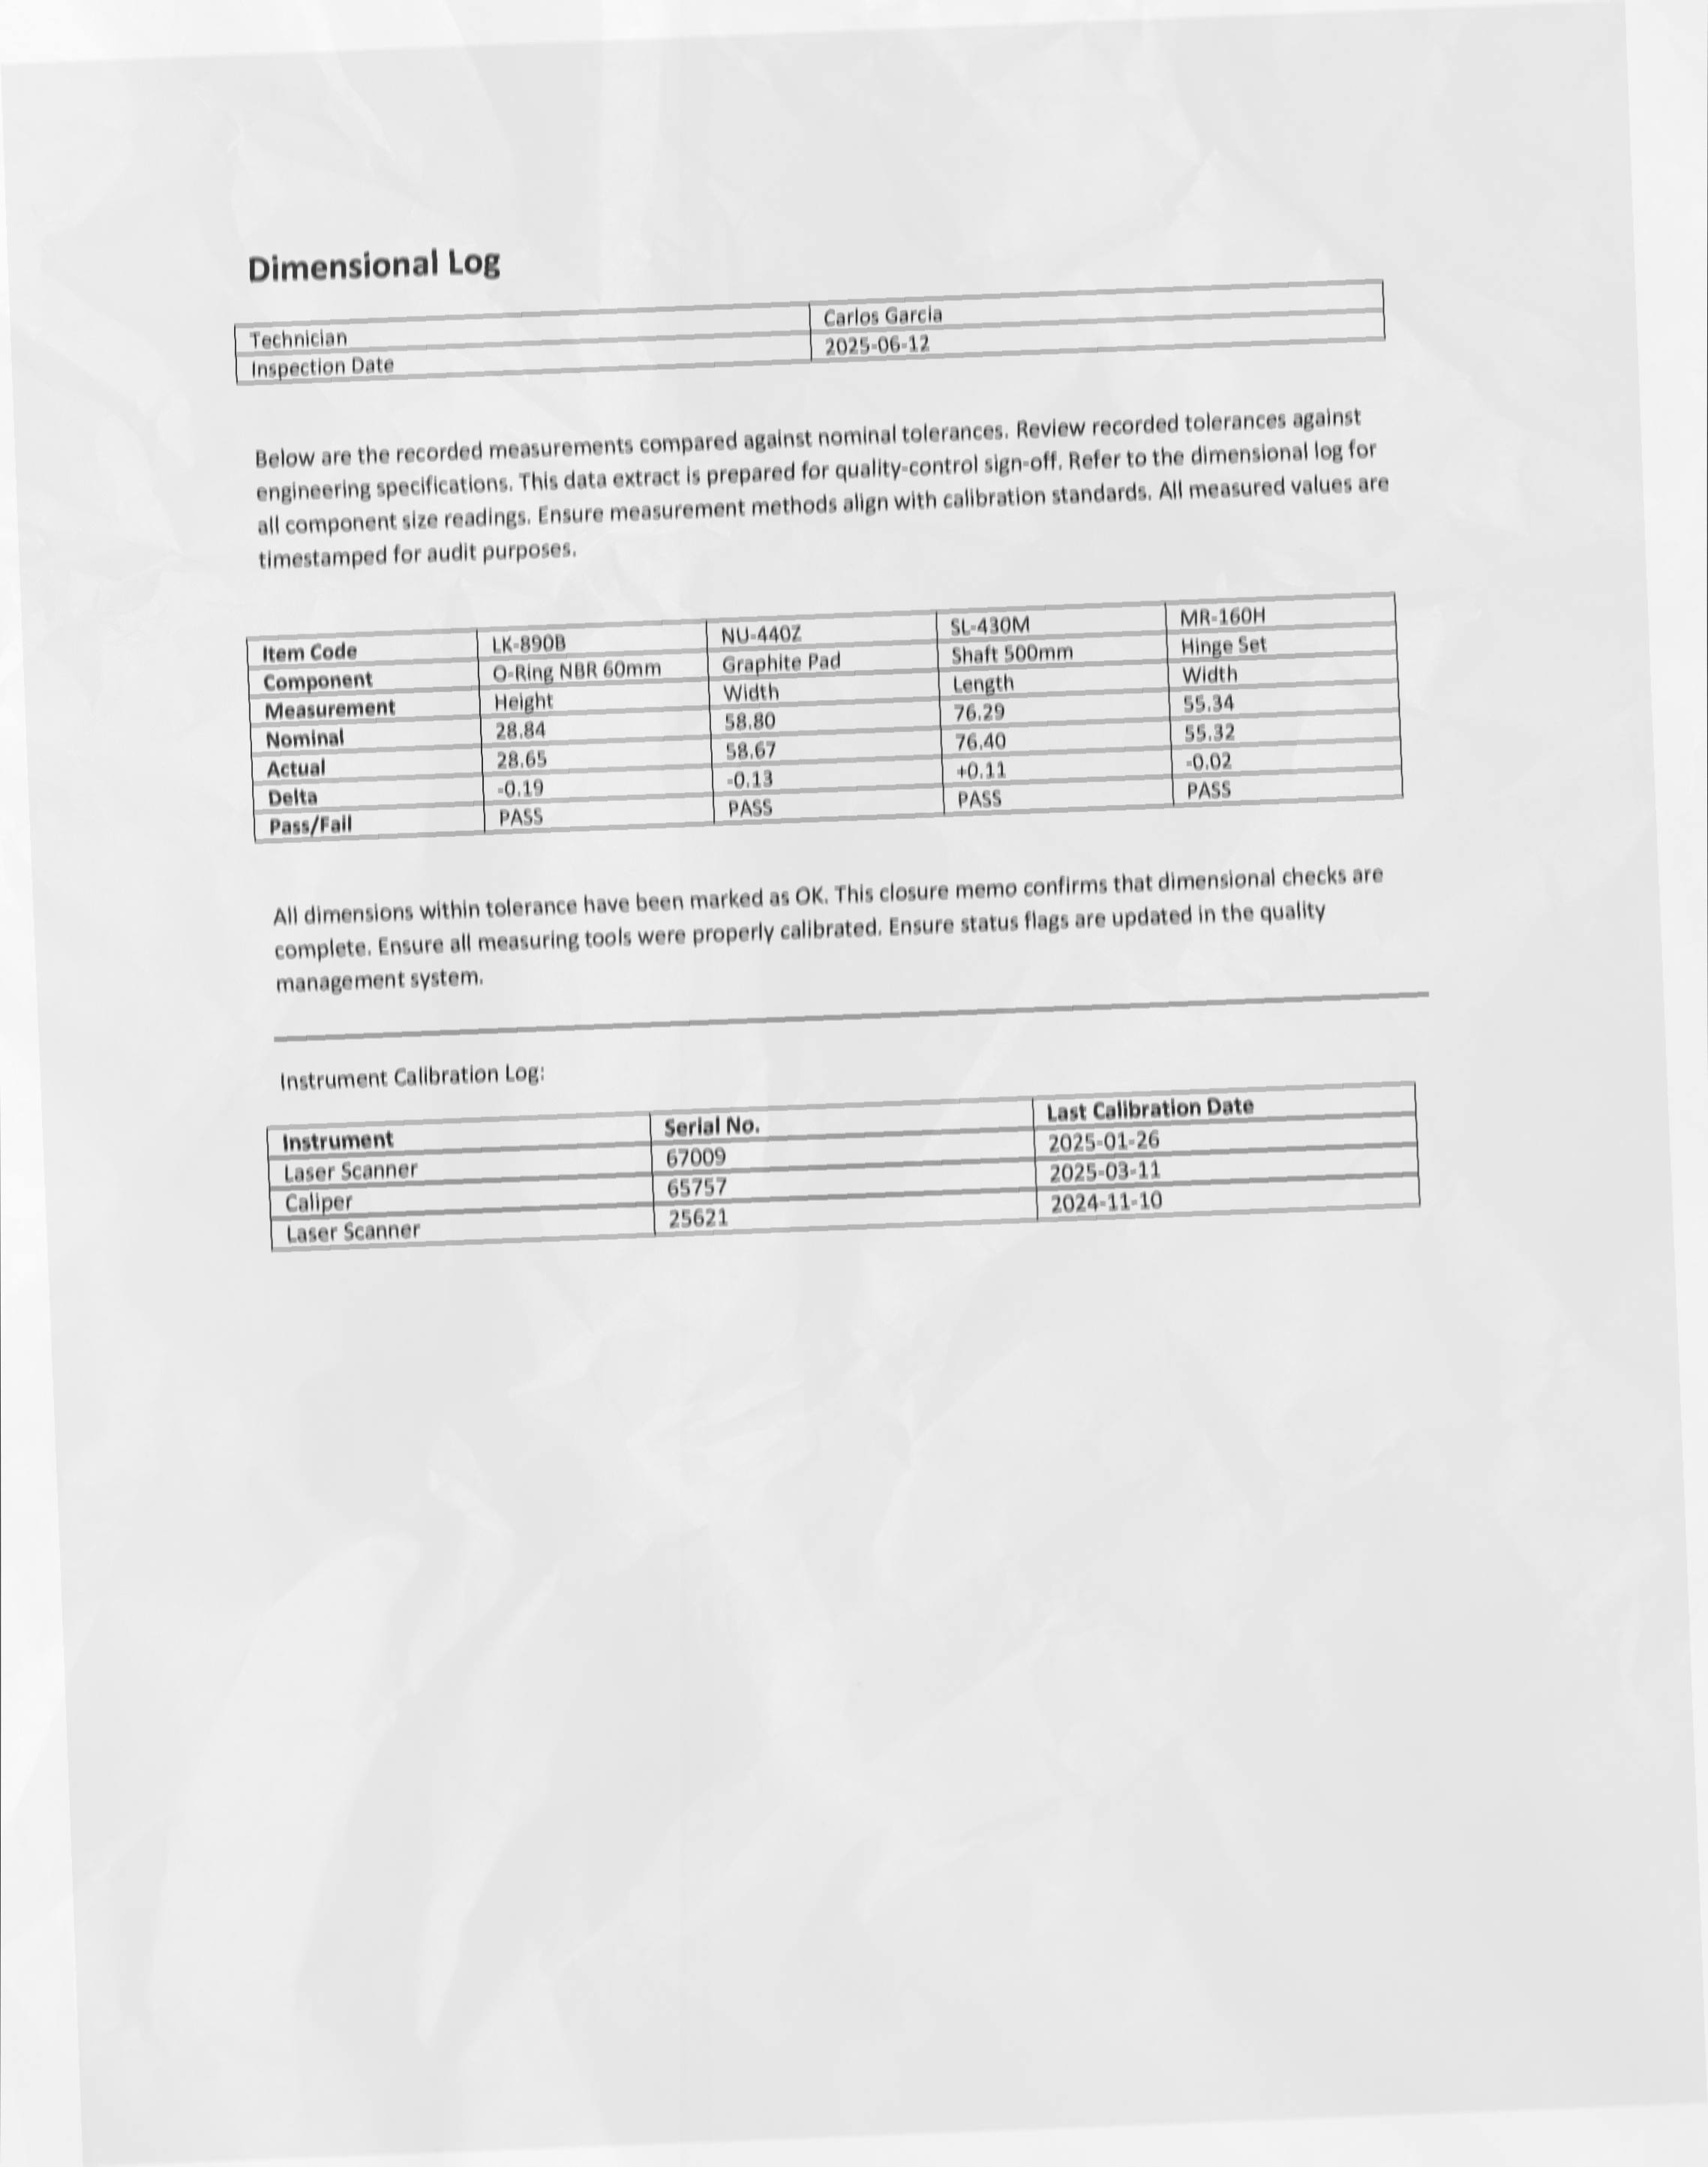 Dimensional Log
Technician Carlos Garcia
Inspection Date 2025-06-12
Below are the recorded measurements compared against nominal tolerances. Review recorded tolerances against
engineering specifications. This data extract is prepared for quality-control sign-off. Refer to the dimensional log for
all component size readings. Ensure measurement methods align with calibration standards. All measured values are
timestamped for audit purposes.
Item Code LK-890B NU-440Z SL-430M MR-160H
Component O-Ring NBR 60mm Graphite Pad Shaft 500mm Hinge Set
Measurement Height Width Length Width
Nominal 28.84 58.80 76.29 55.34
Actual 28.65 58.67 76.40 55.32
Delta -0.19 -0.13 +0.11 -0.02
Pass/Fail PASS PASS PASS PASS
All dimensions within tolerance have been marked as OK. This closure memo confirms that dimensional checks are
complete. Ensure all measuring tools were properly calibrated. Ensure status flags are updated in the quality
management system.
Instrument Calibration Log:
Instrument Serial No. Last Calibration Date
Laser Scanner 67009 2025-01-26
Caliper 65757 2025-03-11
Laser Scanner 25621 2024-11-10